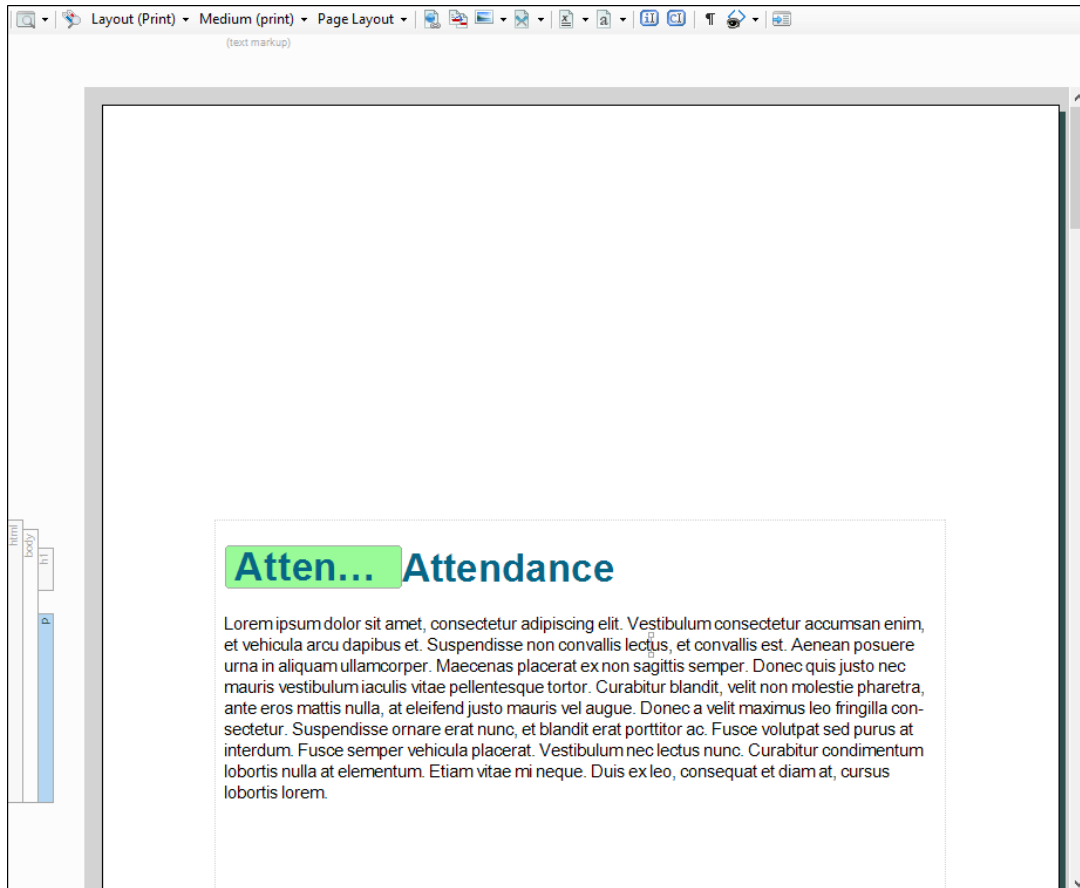 Layout (Print) Medium (print) Page Layout x a iI CI ¶
(text markup)
html
body
h1
p
Atten... Attendance
Lorem ipsum dolor sit amet, consectetur adipiscing elit. Vestibulum consectetur accumsan enim,
et vehicula arcu dapibus et. Suspendisse non convallis lectus, et convallis est. Aenean posuere
urna in aliquam ullamcorper. Maecenas placerat ex non sagittis semper. Donec quis justo nec
mauris vestibulum iaculis vitae pellentesque tortor. Curabitur blandit, velit non molestie pharetra,
ante eros mattis nulla, at eleifend justo mauris vel augue. Donec a velit maximus leo fringilla con-
sectetur. Suspendisse ornare erat nunc, et blandit erat porttitor ac. Fusce volutpat sed purus at
interdum. Fusce semper vehicula placerat. Vestibulum nec lectus nunc. Curabitur condimentum
lobortis nulla at elementum. Etiam vitae mi neque. Duis ex leo, consequat et diam at, cursus
lobortis lorem.